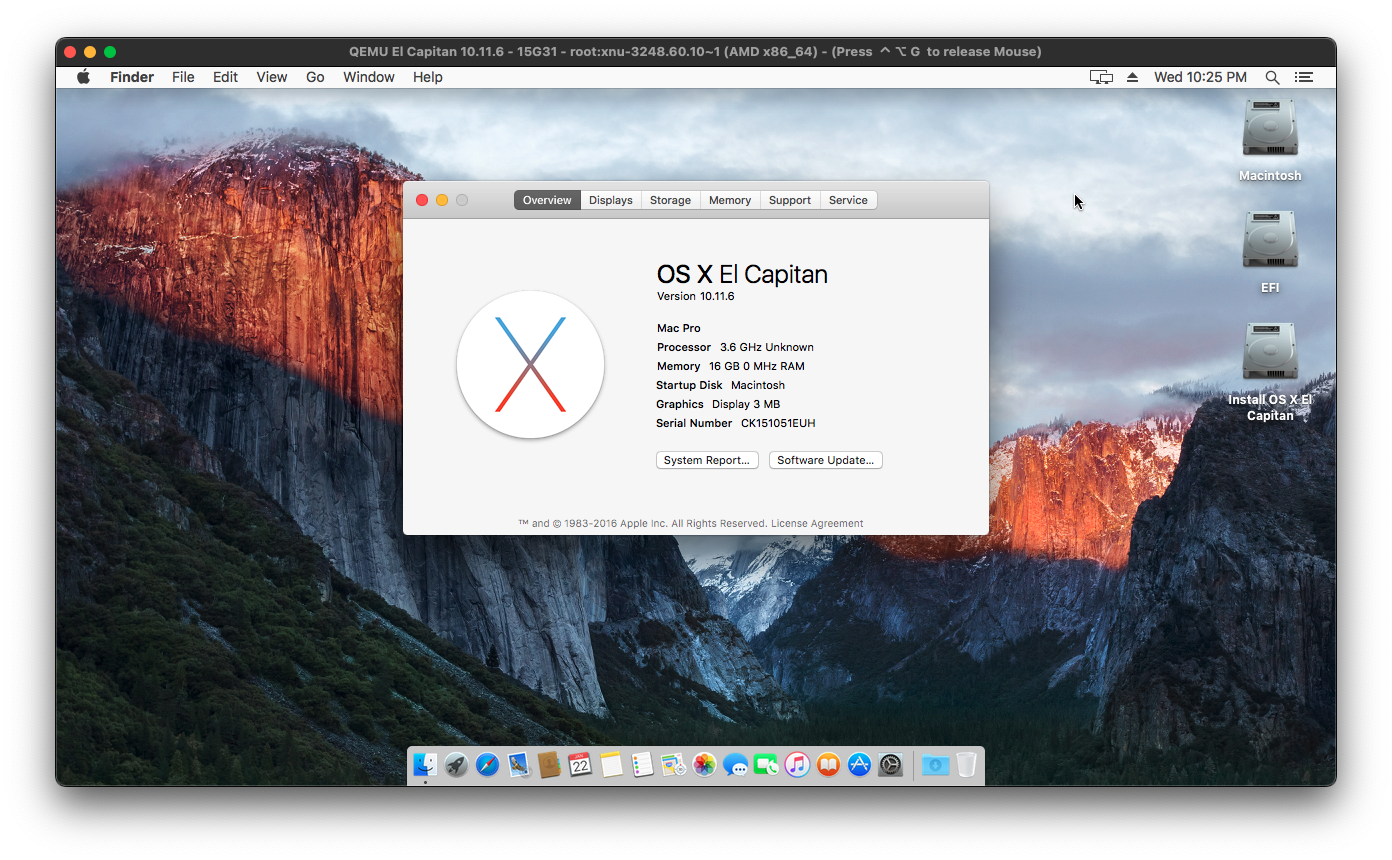 QEMU El Capitan 10.11.6 - 15G31 - root:xnu-3248.60.10~1 (AMD x86_64) - (Press ⌃⌥ G to release Mouse)
Finder File Edit View Go Window Help Wed 10:25 PM
Macintosh
EFI
Install OS X El
Capitan
Overview Displays Storage Memory Support Service
OS X El Capitan
Version 10.11.6
Mac Pro
Processor 3.6 GHz Unknown
Memory 16 GB 0 MHz RAM
Startup Disk Macintosh
Graphics Display 3 MB
Serial Number CK151051EUH
System Report... Software Update...
™ and © 1983-2016 Apple Inc. All Rights Reserved. License Agreement
22